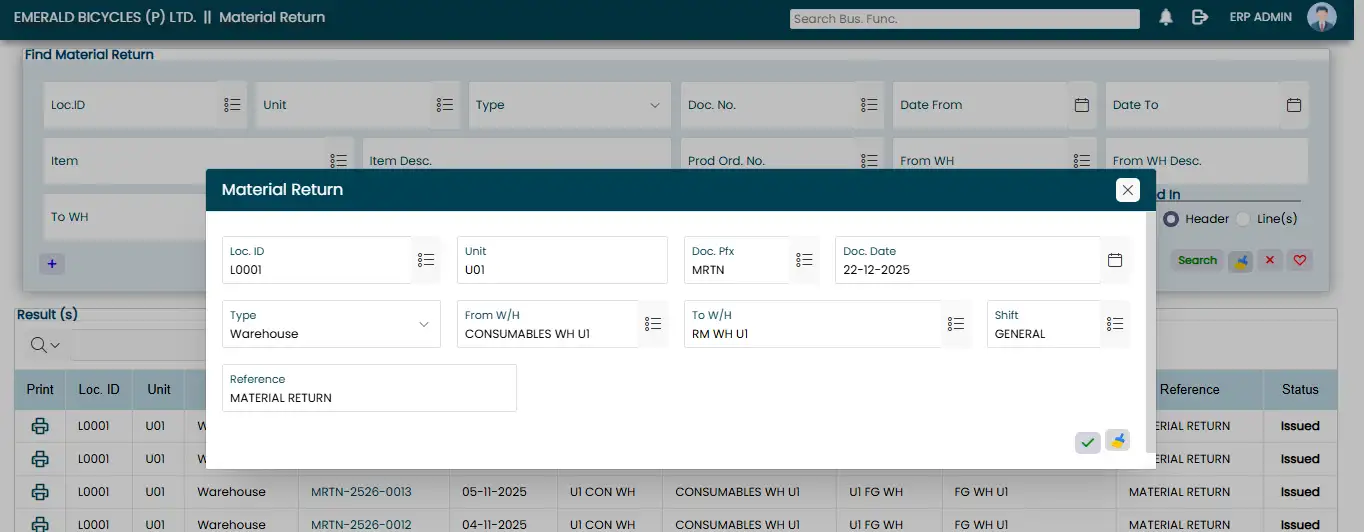 EMERALD BICYCLES (P) LTD. || Material Return
Search Bus. Func.
ERP ADMIN
Find Material Return
Loc.ID Unit Type Doc. No. Date From Date To
Item Item Desc. Prod Ord. No. From WH From WH Desc.
To WH
d In
Header Line(s)
Search
Material Return
Loc. ID Unit Doc. Pfx Doc. Date
L0001 U01 MRTN 22-12-2025
Type From W/H To W/H Shift
Warehouse CONSUMABLES WH U1 RM WH U1 GENERAL
Reference
MATERIAL RETURN
Result (s)
Print Loc. ID Unit Reference Status
L0001 U01 W ERIAL RETURN Issued
L0001 U01 W ERIAL RETURN Issued
L0001 U01 Warehouse MRTN-2526-0013 05-11-2025 U1 CON WH CONSUMABLES WH U1 U1 FG WH FG WH U1 MATERIAL RETURN Issued
L0001 U01 Warehouse MRTN-2526-0012 04-11-2025 U1 CON WH CONSUMABLES WH U1 U1 FG WH FG WH U1 MATERIAL RETURN Issued